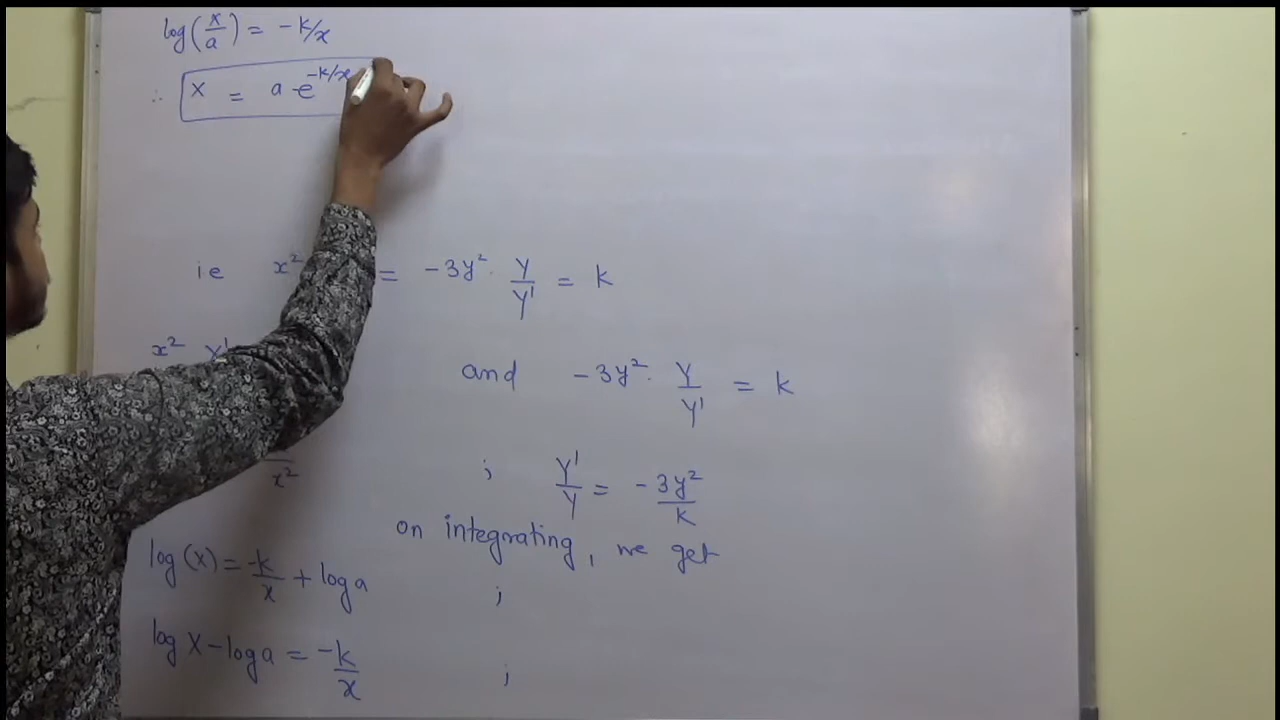 log(X/a) = -k/x
∴ X = a·e^-k/x
ie x² = -3y² · Y/Y' = k
x² X'
and -3y² · Y/Y' = k
x² ; Y'/Y = -3y²/k
on integrating, we get
log(X) = -k/x + log a ;
log X - log a = -k/x ;